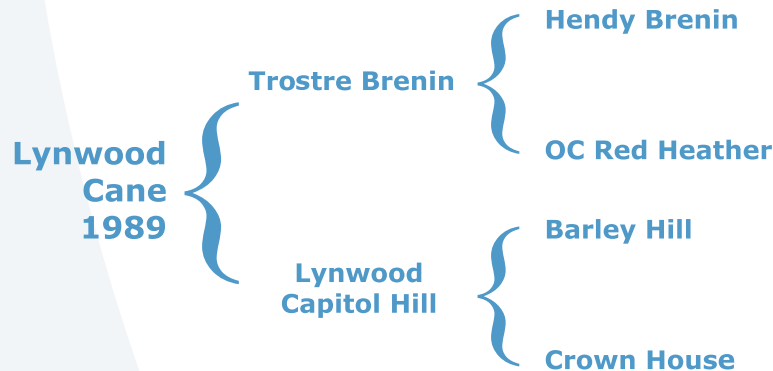 Hendy Brenin
Trostre Brenin
OC Red Heather
Lynwood
Cane
1989
Barley Hill
Lynwood
Capitol Hill
Crown House